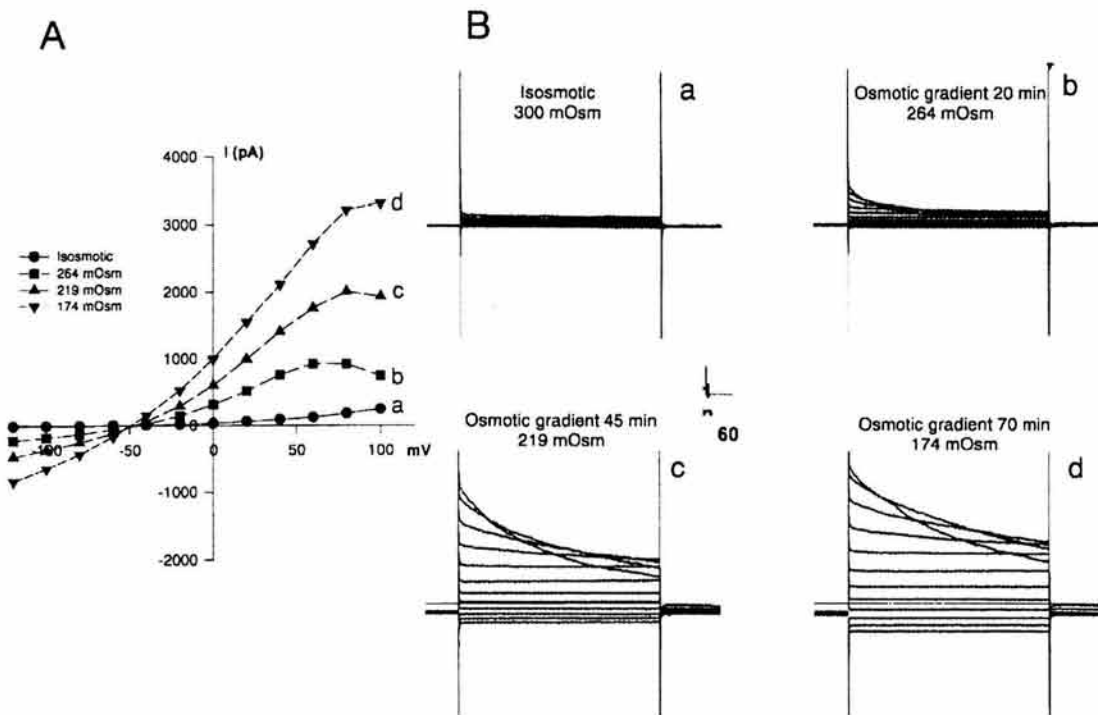 A
B
I (pA)
4000
3000
2000
1000
0
-1000
-2000
100
-50
0
50
100
mV
Isosmotic
264 mOsm
219 mOsm
174 mOsm
d
c
b
a
Isosmotic
300 mOsm
a
Osmotic gradient 20 min
264 mOsm
b
60
Osmotic gradient 45 min
219 mOsm
c
Osmotic gradient 70 min
174 mOsm
d